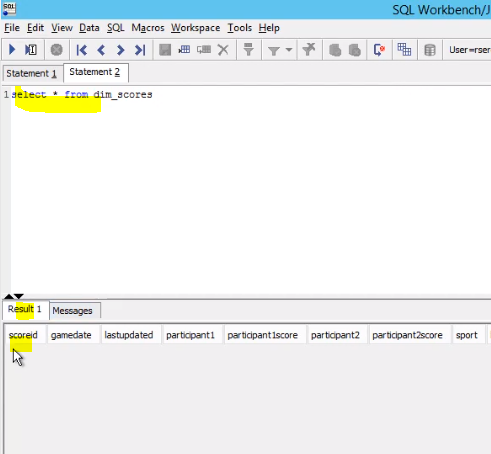 SQL Workbench/J
File Edit View Data SQL Macros Workspace Tools Help
User=rser
Statement 1 Statement 2
1 select * from dim_scores
Result 1 Messages
scoreid gamedate lastupdated participant1 participant1score participant2 participant2score sport